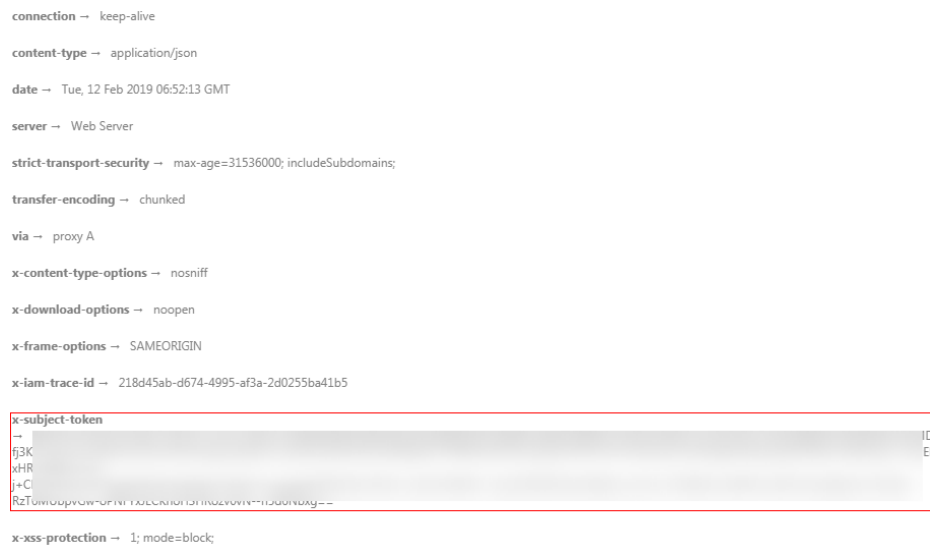 connection → keep-alive
content-type → application/json
date → Tue, 12 Feb 2019 06:52:13 GMT
server → Web Server
strict-transport-security → max-age=31536000; includeSubdomains;
transfer-encoding → chunked
via → proxy A
x-content-type-options → nosniff
x-download-options → noopen
x-frame-options → SAMEORIGIN
x-iam-trace-id → 218d45ab-d674-4995-af3a-2d0255ba41b5
x-subject-token
→
x-xss-protection → 1; mode=block;